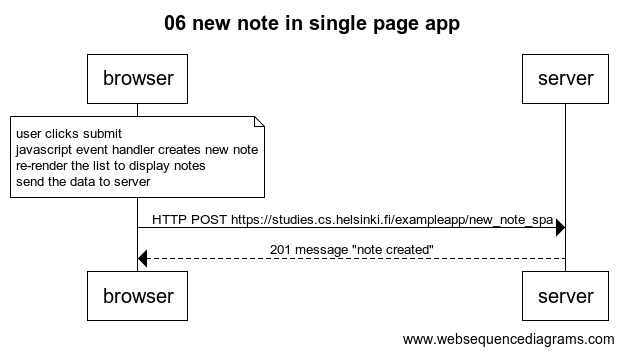 06 new note in single page app
browser
server
user clicks submit
javascript event handler creates new note
re-render the list to display notes
send the data to server
HTTP POST https://studies.cs.helsinki.fi/exampleapp/new_note_spa
201 message "note created"
browser
server
www.websequencediagrams.com